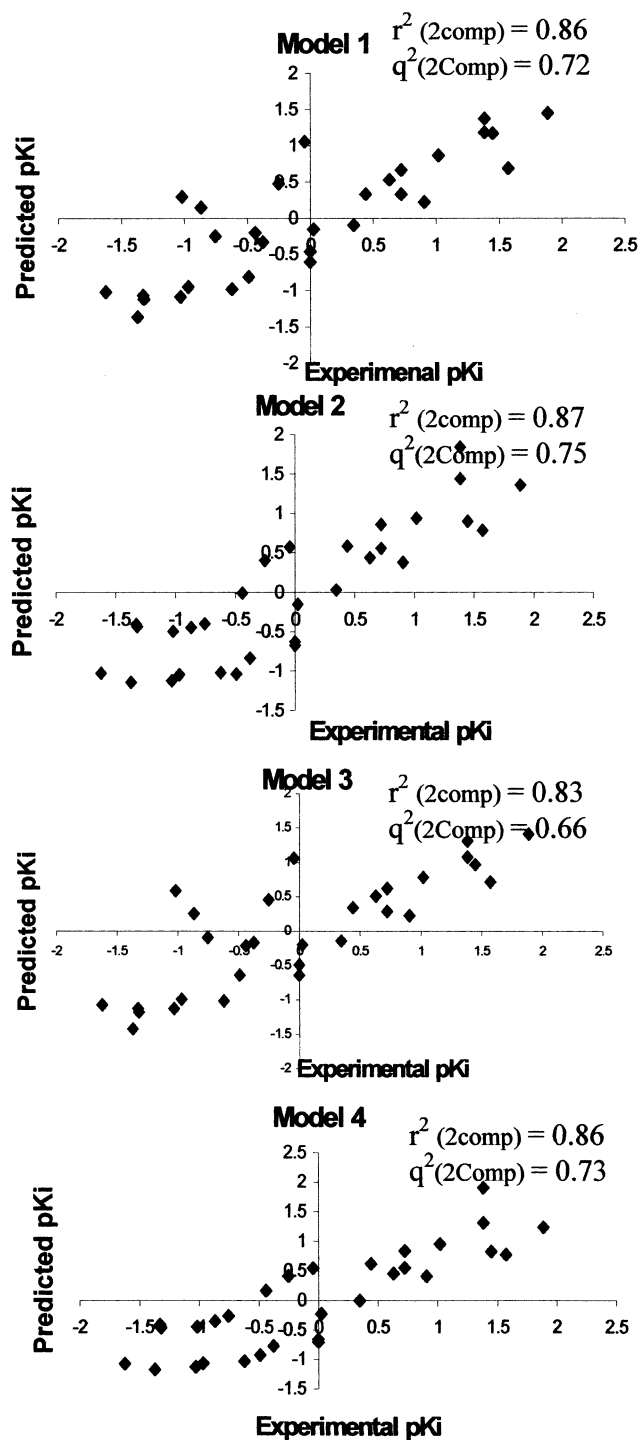 Model 1
r² (2comp) = 0.86
q²(2Comp) = 0.72
2
1.5
1
0.5
0
-2 -1.5 -1 -0.5 0 0.5 1 1.5 2 2.5
-0.5
-1
-1.5
-2
Predicted pKi
Experimenal pKi
Model 2
r² (2comp) = 0.87
q²(2Comp) = 0.75
2
1.5
1
0.5
0
-2 -1.5 -1 -0.5 0 0.5 1 1.5 2 2.5
-0.5
-1
-1.5
Predicted pKi
Experimental pKi
Model 3
r² (2comp) = 0.83
q²(2Comp) = 0.66
2
1.5
1
0.5
0
-2 -1.5 -1 -0.5 0 0.5 1 1.5 2 2.5
-0.5
-1
-1.5
-2
Predicted pKi
Experimental pKi
Model 4
r² (2comp) = 0.86
q²(2Comp) = 0.73
2.5
2
1.5
1
0.5
0
-2 -1.5 -1 -0.5 0 0.5 1 1.5 2 2.5
-0.5
-1
-1.5
Predicted pKi
Experimental pKi